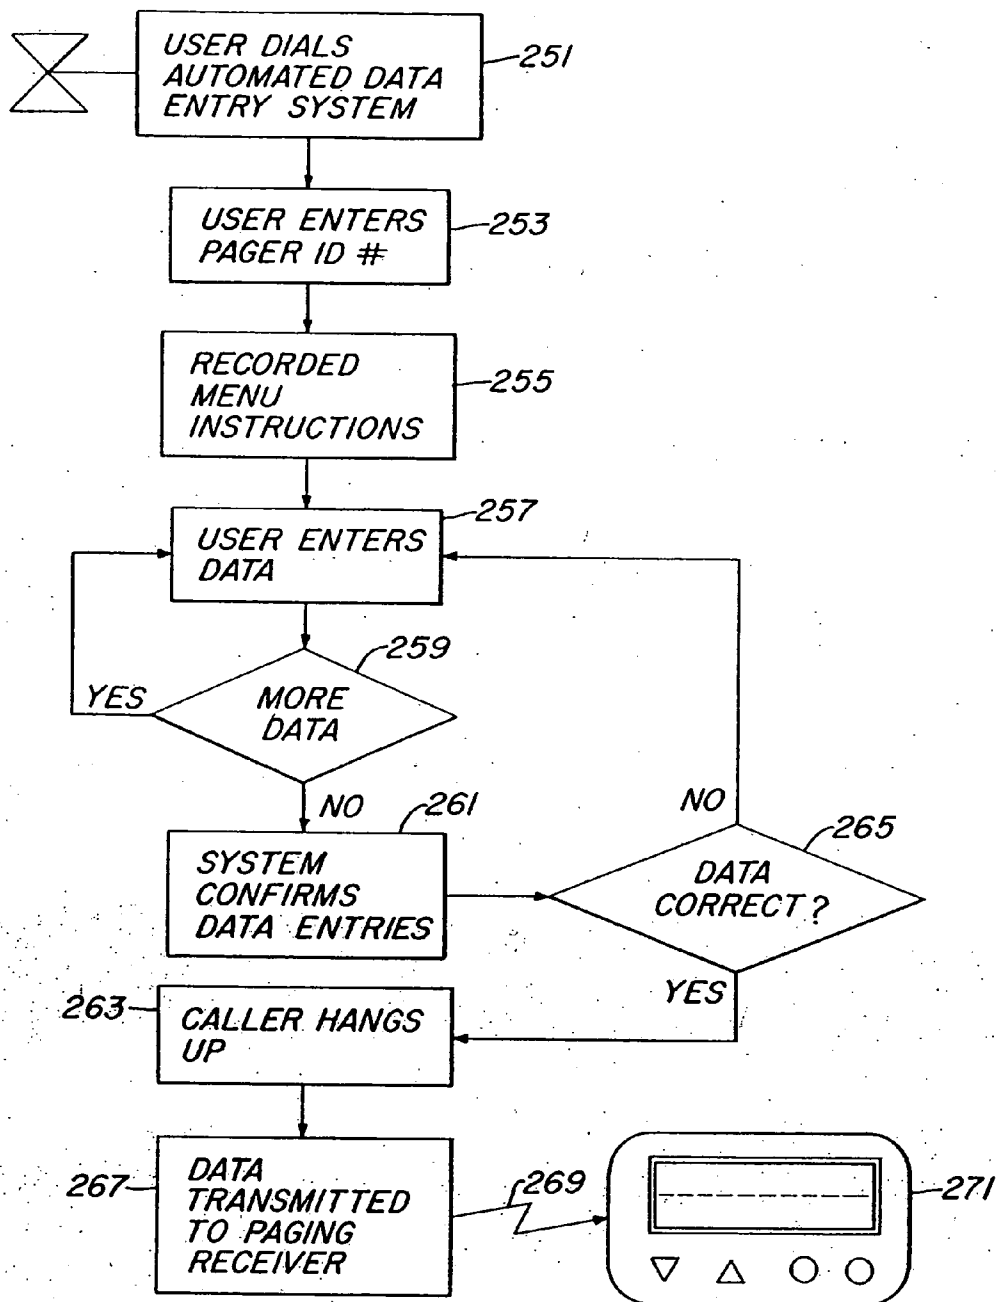 USER DIALS
AUTOMATED DATA
ENTRY SYSTEM
251
USER ENTERS
PAGER ID #
253
RECORDED
MENU
INSTRUCTIONS
255
257
USER ENTERS
DATA
259
YES
MORE
DATA
NO
261
SYSTEM
CONFIRMS
DATA ENTRIES
NO
265
DATA
CORRECT?
YES
263
CALLER HANGS
UP
267
DATA
TRANSMITTED
TO PAGING
RECEIVER
269
271